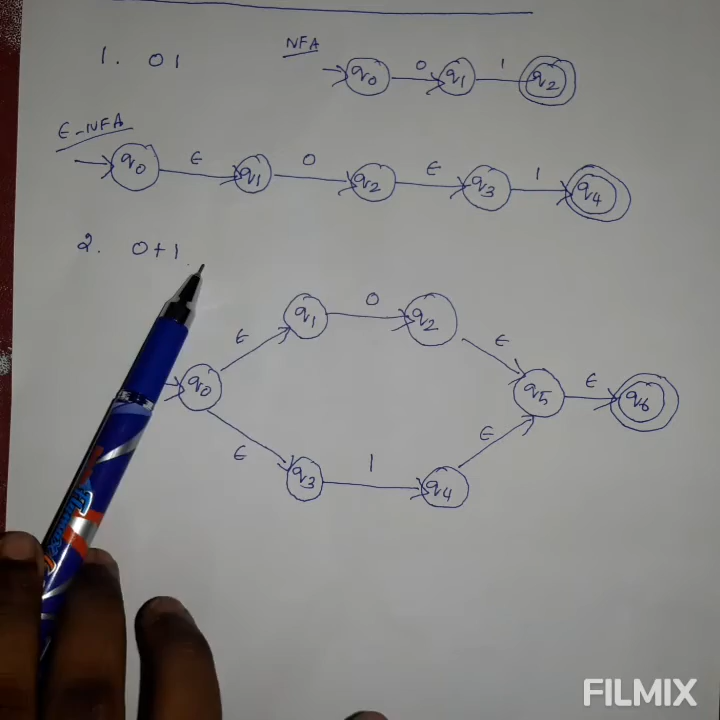 1. 01
NFA
q0 0 q1 1 q2
ϵ-NFA
q0 ϵ q1 0 q2 ϵ q3 1 q4
2. 0+1
q1 0 q2
ϵ ϵ
q0 q5 ϵ q6
ϵ ϵ
q3 1 q4
FILMIX